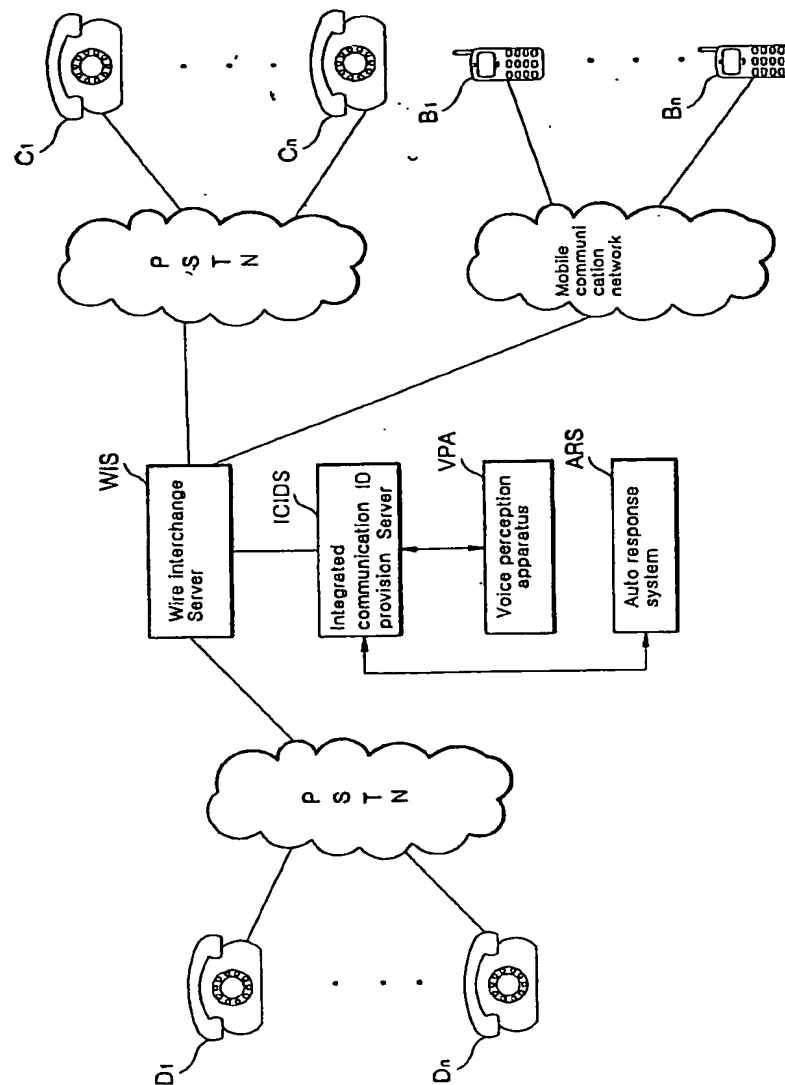 C1
Cn
B1
Bn
P S T N
Mobile
communi
cation
network
WIS
Wire interchange
Server
ICIDS
Integrated
communication ID
provision Server
VPA
Voice perception
apparatus
ARS
Auto response
system
P S T N
D1
Dn